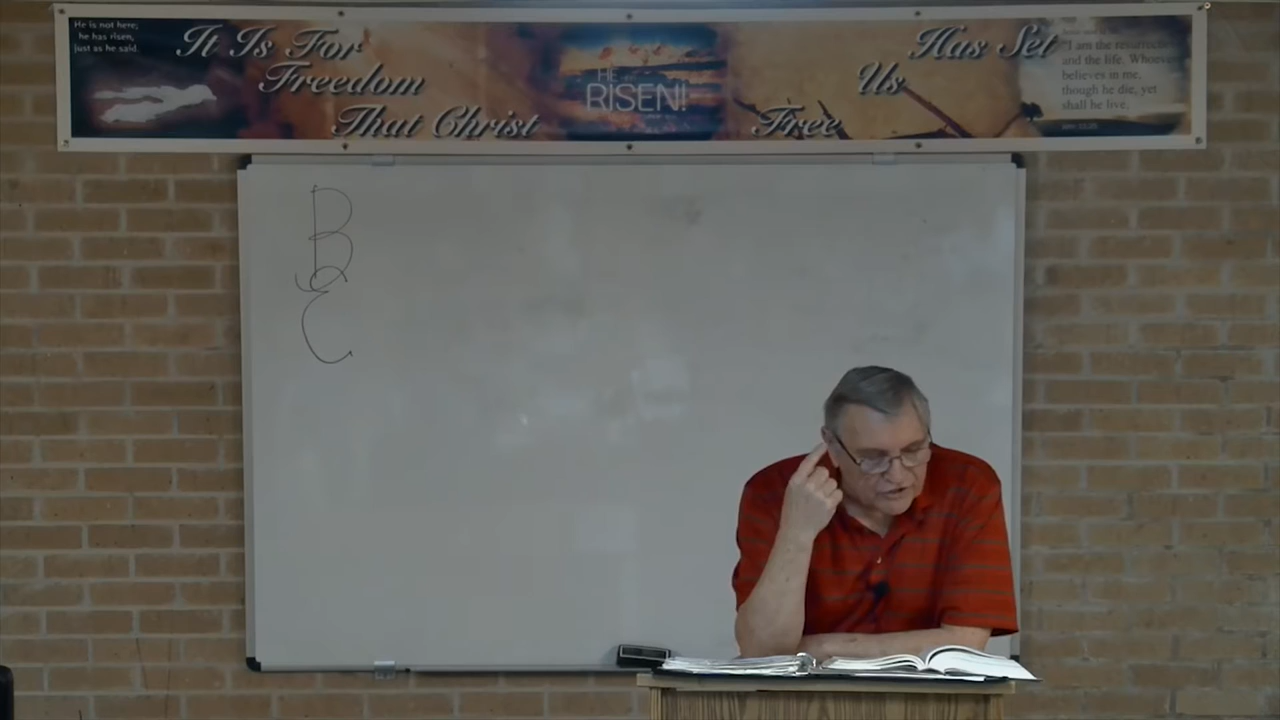 He is not here;
he has risen,
just as he said.
It Is For
Freedom
That Christ
HE
RISEN!
Has Set
Us
Free
"I am the resurrection
and the life. Whoever
believes in me,
though he die, yet
shall he live,
B
E